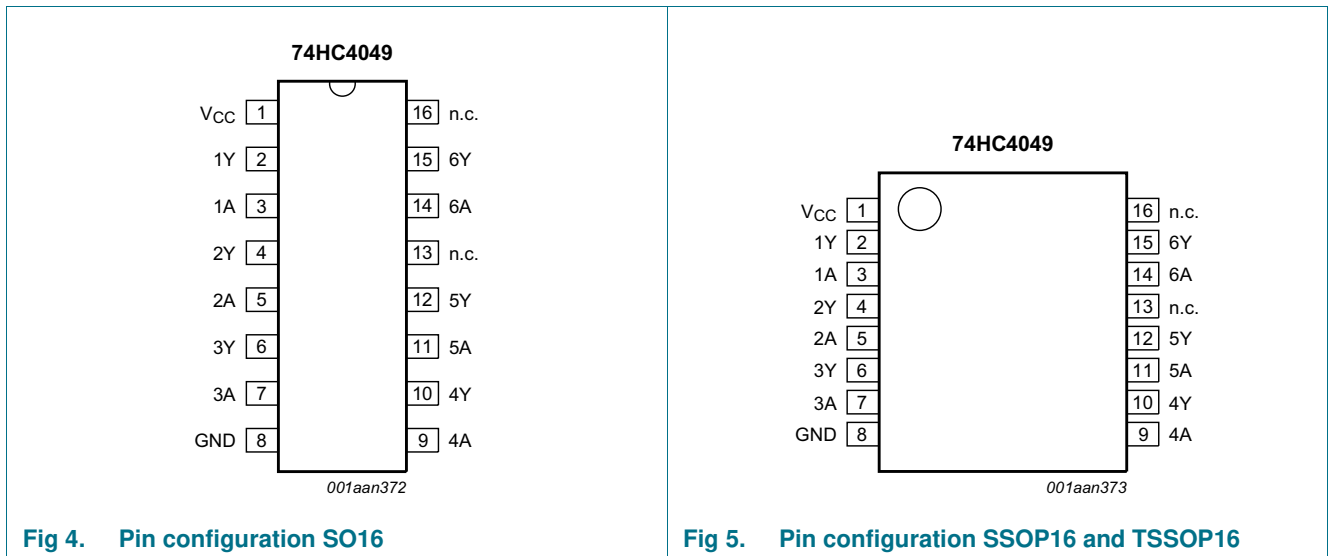 74HC4049
V_CC 1 16 n.c.
1Y 2 15 6Y
1A 3 14 6A
2Y 4 13 n.c.
2A 5 12 5Y
3Y 6 11 5A
3A 7 10 4Y
GND 8 9 4A
001aan372
Fig 4. Pin configuration SO16
74HC4049
V_CC 1 16 n.c.
1Y 2 15 6Y
1A 3 14 6A
2Y 4 13 n.c.
2A 5 12 5Y
3Y 6 11 5A
3A 7 10 4Y
GND 8 9 4A
001aan373
Fig 5. Pin configuration SSOP16 and TSSOP16